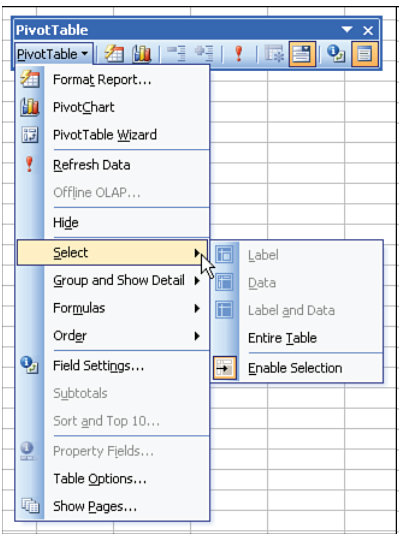 PivotTable
PivotTable
Format Report...
PivotChart
PivotTable Wizard
Refresh Data
Offline OLAP...
Hide
Select
Group and Show Detail
Formulas
Order
Field Settings...
Subtotals
Sort and Top 10...
Property Fields...
Table Options...
Show Pages...
Label
Data
Label and Data
Entire Table
Enable Selection